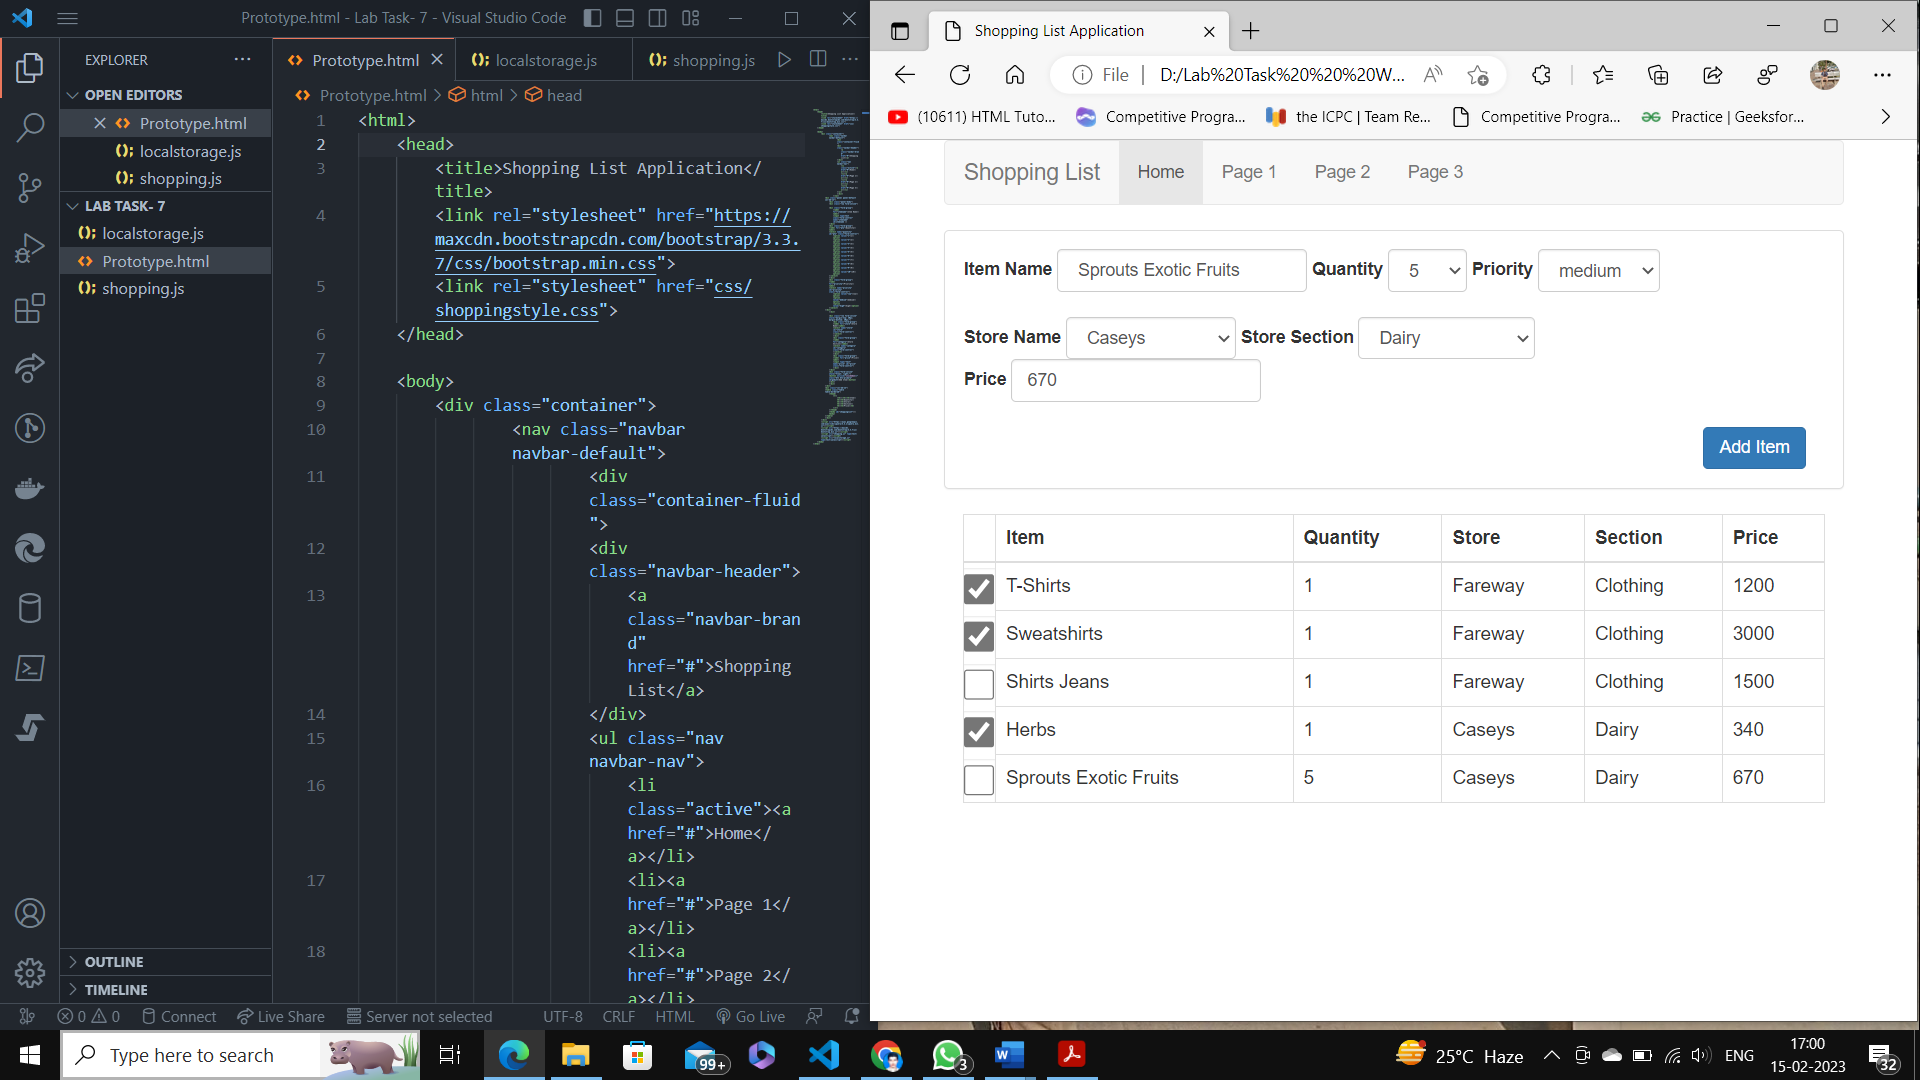 Prototype.html - Lab Task- 7 - Visual Studio Code
EXPLORER
OPEN EDITORS
Prototype.html
localstorage.js
shopping.js
LAB TASK- 7
localstorage.js
Prototype.html
shopping.js
OUTLINE
TIMELINE
Prototype.html
localstorage.js
shopping.js
Prototype.html > html > head
1 <html>
2 <head>
3 <title>Shopping List Application</
title>
4 <link rel="stylesheet" href="https://
maxcdn.bootstrapcdn.com/bootstrap/3.3.
7/css/bootstrap.min.css">
5 <link rel="stylesheet" href="css/
shoppingstyle.css">
6 </head>
7
8 <body>
9 <div class="container">
10 <nav class="navbar
navbar-default">
11 <div
class="container-fluid
">
12 <div
class="navbar-header">
13 <a
class="navbar-bran
d"
href="#">Shopping
List</a>
14 </div>
15 <ul class="nav
navbar-nav">
16 <li
class="active"><a
href="#">Home</
a></li>
17 <li><a
href="#">Page 1</
a></li>
18 <li><a
href="#">Page 2</
a></li>
0 0 Connect Live Share Server not selected UTF-8 CRLF HTML Go Live
Shopping List Application
File D:/Lab%20Task%20%20%20W...
(10611) HTML Tuto... Competitive Progra... the ICPC | Team Re... Competitive Progra... Practice | Geeksfor...
Shopping List Home Page 1 Page 2 Page 3
Item Name Sprouts Exotic Fruits Quantity 5 Priority medium
Store Name Caseys Store Section Dairy
Price 670
Add Item
Item Quantity Store Section Price
T-Shirts 1 Fareway Clothing 1200
Sweatshirts 1 Fareway Clothing 3000
Shirts Jeans 1 Fareway Clothing 1500
Herbs 1 Caseys Dairy 340
Sprouts Exotic Fruits 5 Caseys Dairy 670
Type here to search
99+
3
25°C Haze
ENG
17:00
15-02-2023
32